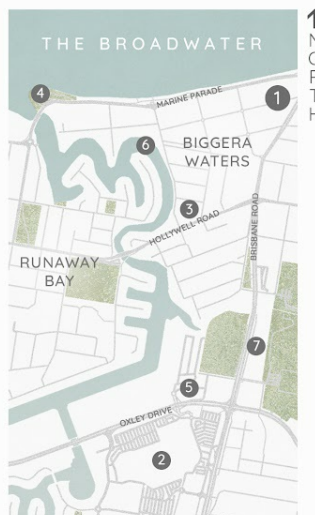 THE BROADWATER
4
MARINE PARADE
1
6
BIGGERA
WATERS
3
HOLLYWELL ROAD
BRISBANE ROAD
RUNAWAY
BAY
7
5
OXLEY DRIVE
2
1